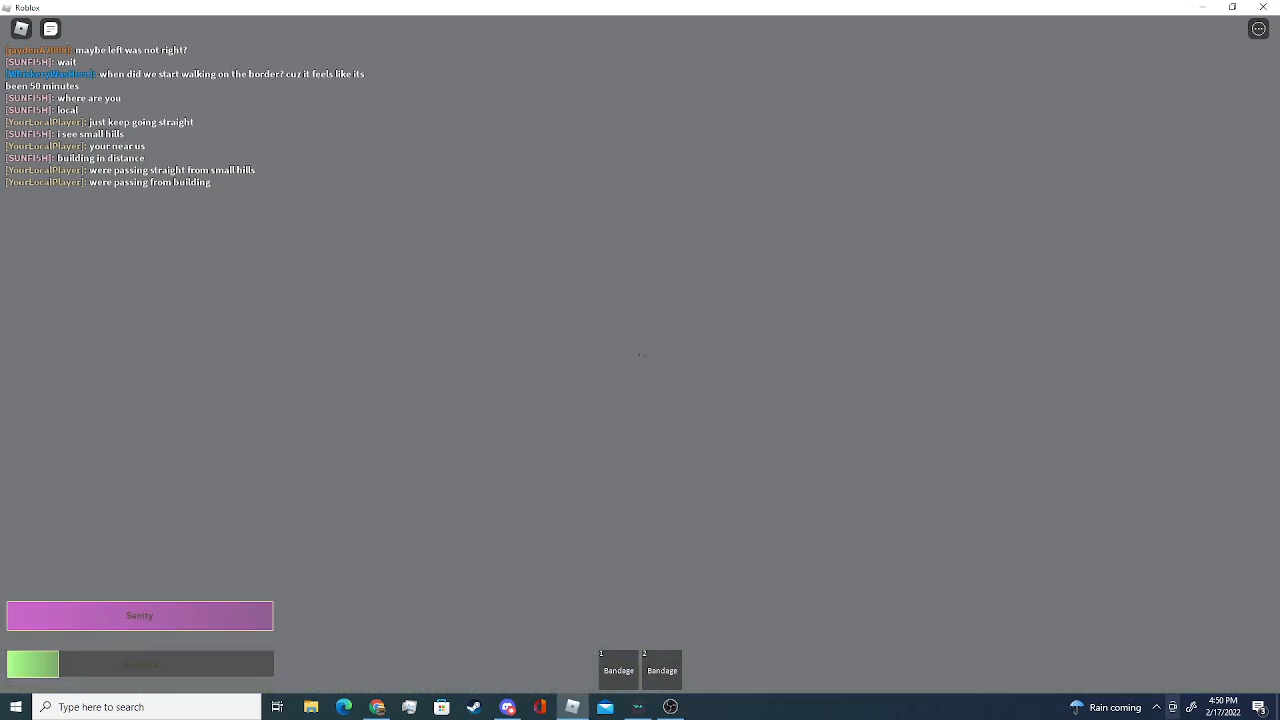 Roblox
[jaydenA2008]: maybe left was not right?
[SUNFI5H]: wait
[WhiskeryWasHere]: when did we start walking on the border? cuz it feels like its
been 50 minutes
[SUNFI5H]: where are you
[SUNFI5H]: local
[YourLocalPlayer]: just keep going straight
[SUNFI5H]: i see small hills
[YourLocalPlayer]: your near us
[SUNFI5H]: building in distance
[YourLocalPlayer]: were passing straight from small hills
[YourLocalPlayer]: were passing from building
Sanity
Stamina
1 2
Bandage Bandage
Type here to search
Rain coming
4:50 PM
2/17/2022